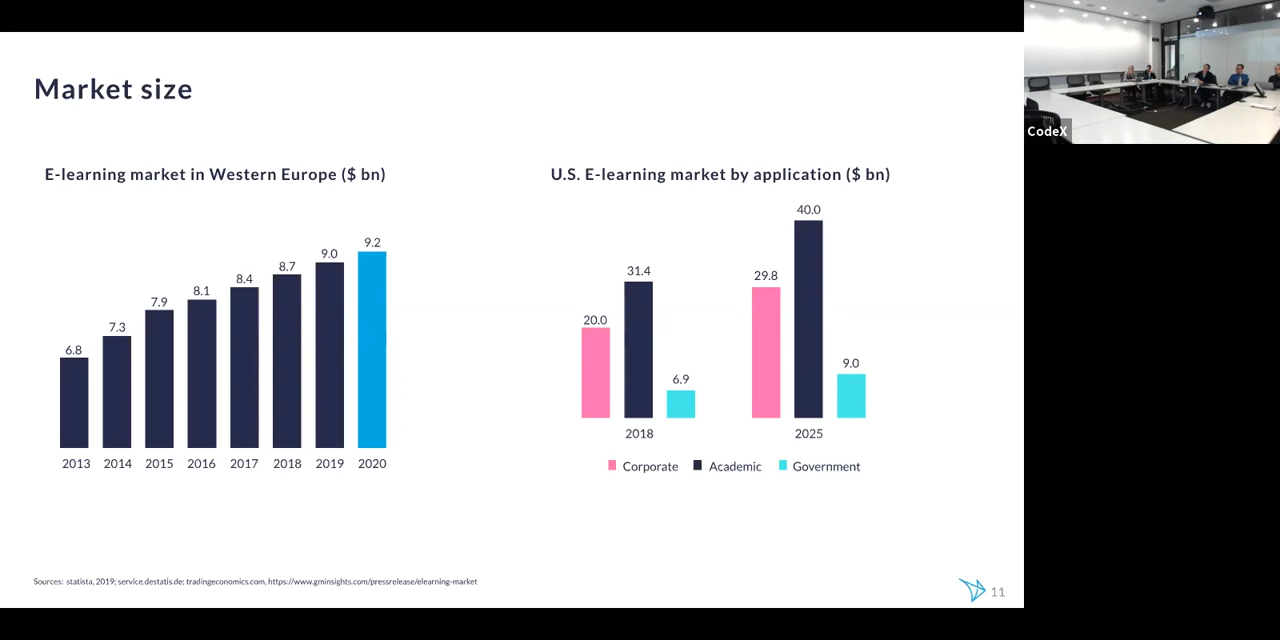 Market size
E-learning market in Western Europe ($ bn)
6.8
7.3
7.9
8.1
8.4
8.7
9.0
9.2
2013 2014 2015 2016 2017 2018 2019 2020
U.S. E-learning market by application ($ bn)
20.0
31.4
6.9
29.8
40.0
9.0
2018 2025
Corporate Academic Government
Sources: statista, 2019; service.destatis.de; tradingeconomics.com, https://www.gminsights.com/pressrelease/elearning-market
11
CodeX